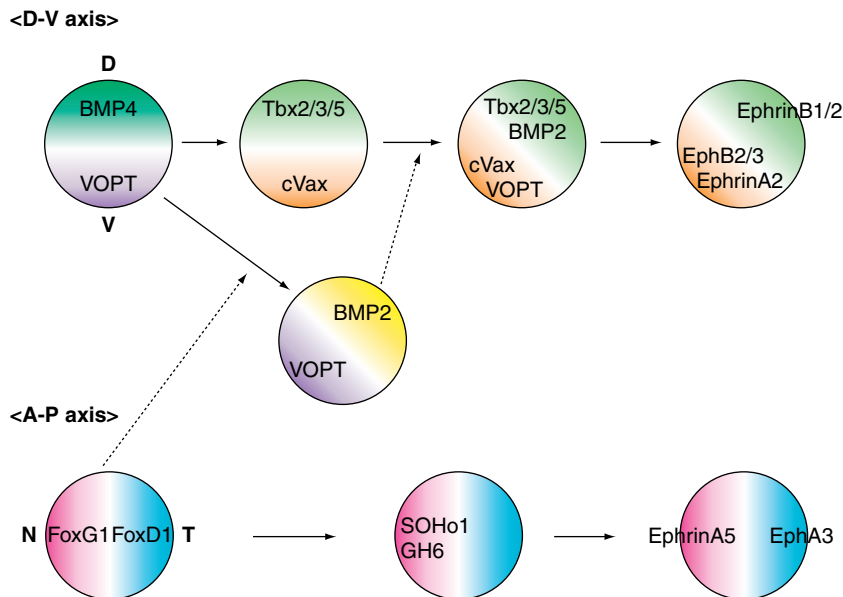 <D-V axis>
D
BMP4
VOPT
V
Tbx2/3/5
cVax
Tbx2/3/5
BMP2
cVax
VOPT
EphrinB1/2
EphB2/3
EphrinA2
BMP2
VOPT
<A-P axis>
N
FoxG1
FoxD1
T
SOHo1
GH6
EphrinA5
EphA3